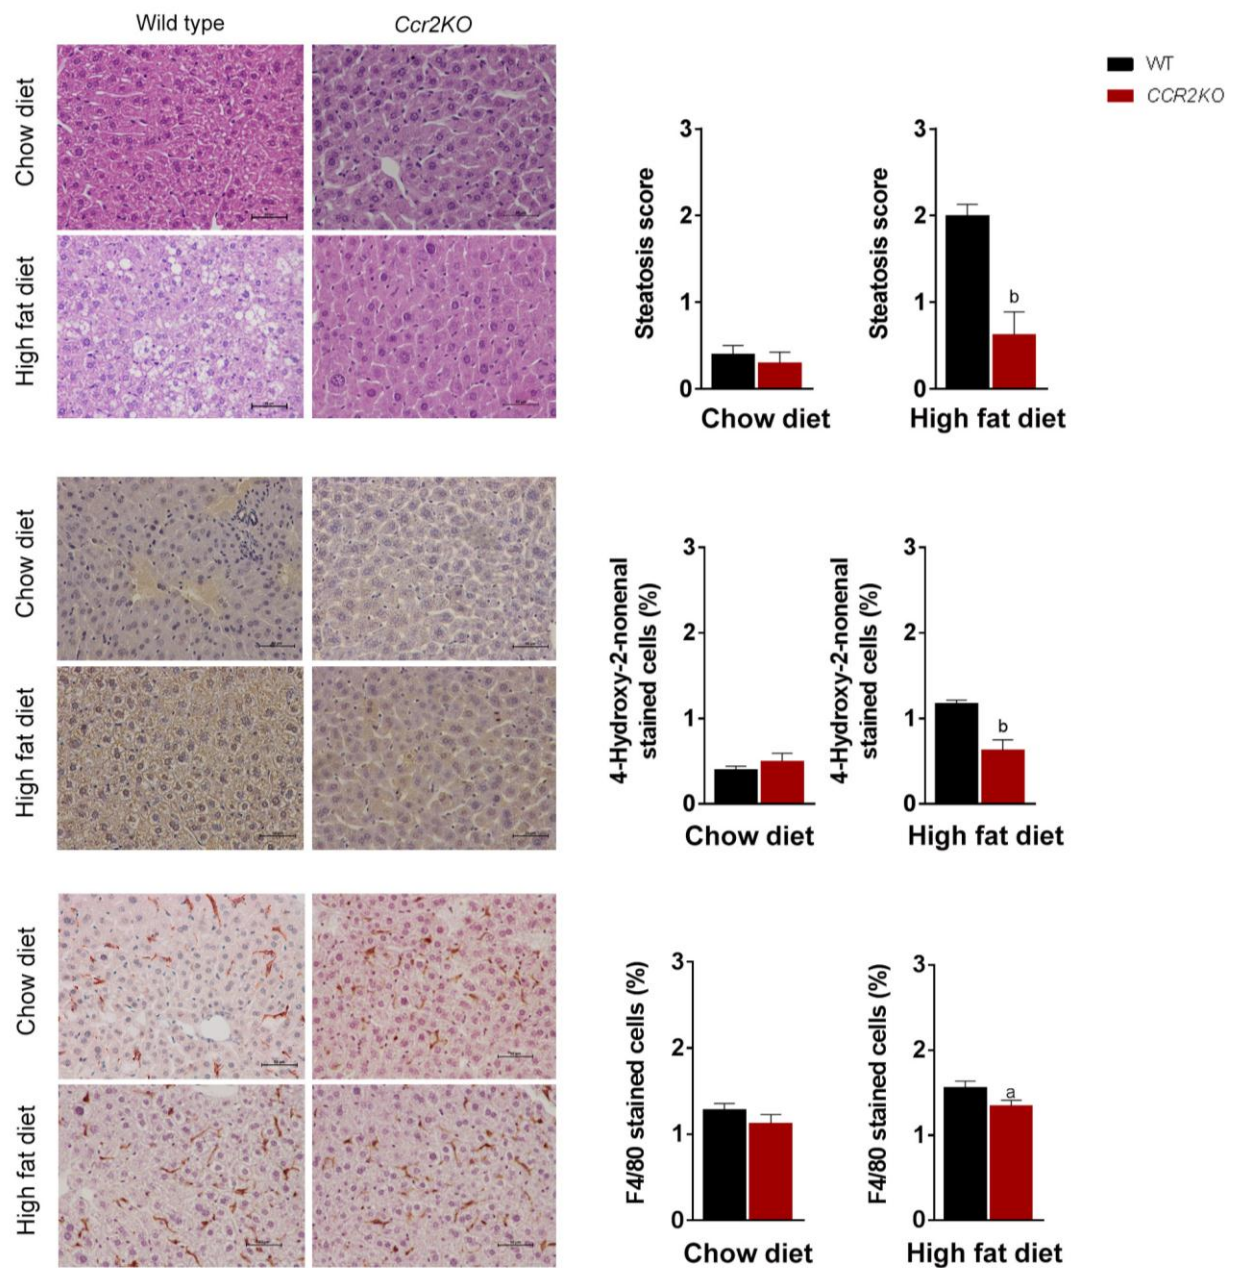 Wild type
Ccr2KO
Chow diet
High fat diet
WT
CCR2KO
Steatosis score
3
2
1
0
Chow diet
Steatosis score
3
2
1
0
b
High fat diet
Chow diet
High fat diet
4-Hydroxy-2-nonenal
stained cells (%)
3
2
1
0
Chow diet
4-Hydroxy-2-nonenal
stained cells (%)
3
2
1
0
b
High fat diet
Chow diet
High fat diet
F4/80 stained cells (%)
3
2
1
0
Chow diet
F4/80 stained cells (%)
3
2
1
0
a
High fat diet